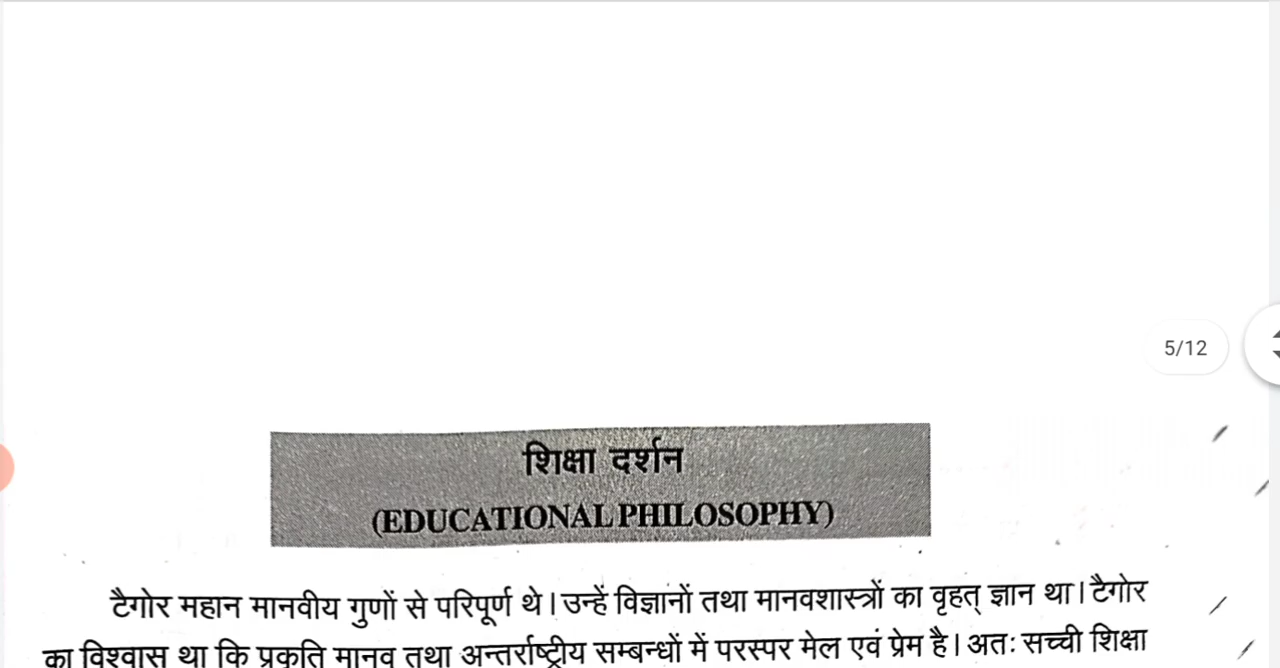 5/12
शिक्षा दर्शन
(EDUCATIONAL PHILOSOPHY)
टैगोर महान मानवीय गुणों से परिपूर्ण थे। उन्हें विज्ञानों तथा मानवशास्त्रों का वृहत् ज्ञान था। टैगोर
का विश्वास था कि प्रकृति मानव तथा अन्तर्राष्ट्रीय सम्बन्धों में परस्पर मेल एवं प्रेम है। अतः सच्ची शिक्षा